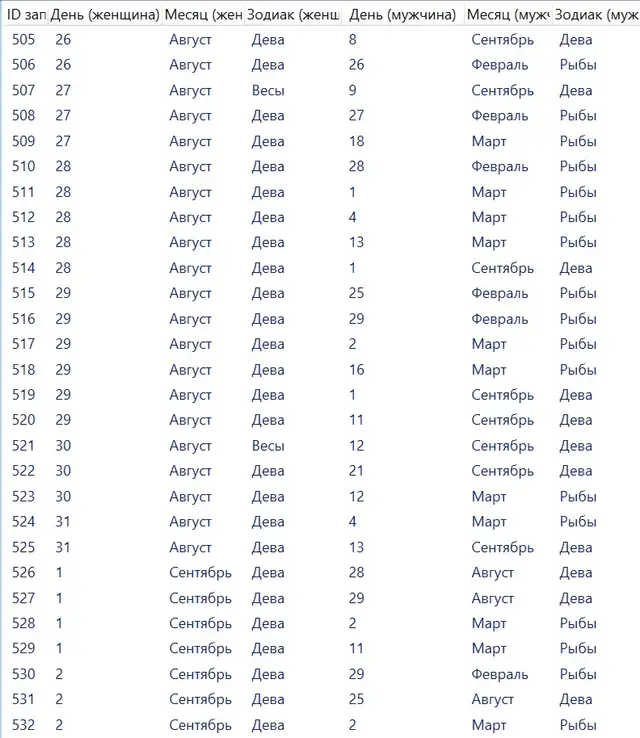 ID зап День (женщина) Месяц (жен Зодиак (женщ День (мужчина) Месяц (мужч Зодиак (муж
505 26 Август Дева 8 Сентябрь Дева
506 26 Август Дева 26 Февраль Рыбы
507 27 Август Весы 9 Сентябрь Дева
508 27 Август Дева 27 Февраль Рыбы
509 27 Август Дева 18 Март Рыбы
510 28 Август Дева 28 Февраль Рыбы
511 28 Август Дева 1 Март Рыбы
512 28 Август Дева 4 Март Рыбы
513 28 Август Дева 13 Март Рыбы
514 28 Август Дева 1 Сентябрь Дева
515 29 Август Дева 25 Февраль Рыбы
516 29 Август Дева 29 Февраль Рыбы
517 29 Август Дева 2 Март Рыбы
518 29 Август Дева 16 Март Рыбы
519 29 Август Дева 1 Сентябрь Дева
520 29 Август Дева 11 Сентябрь Дева
521 30 Август Весы 12 Сентябрь Дева
522 30 Август Дева 21 Сентябрь Дева
523 30 Август Дева 12 Март Рыбы
524 31 Август Дева 4 Март Рыбы
525 31 Август Дева 13 Сентябрь Дева
526 1 Сентябрь Дева 28 Август Дева
527 1 Сентябрь Дева 29 Август Дева
528 1 Сентябрь Дева 2 Март Рыбы
529 1 Сентябрь Дева 11 Март Рыбы
530 2 Сентябрь Дева 29 Февраль Рыбы
531 2 Сентябрь Дева 25 Август Дева
532 2 Сентябрь Дева 2 Март Рыбы